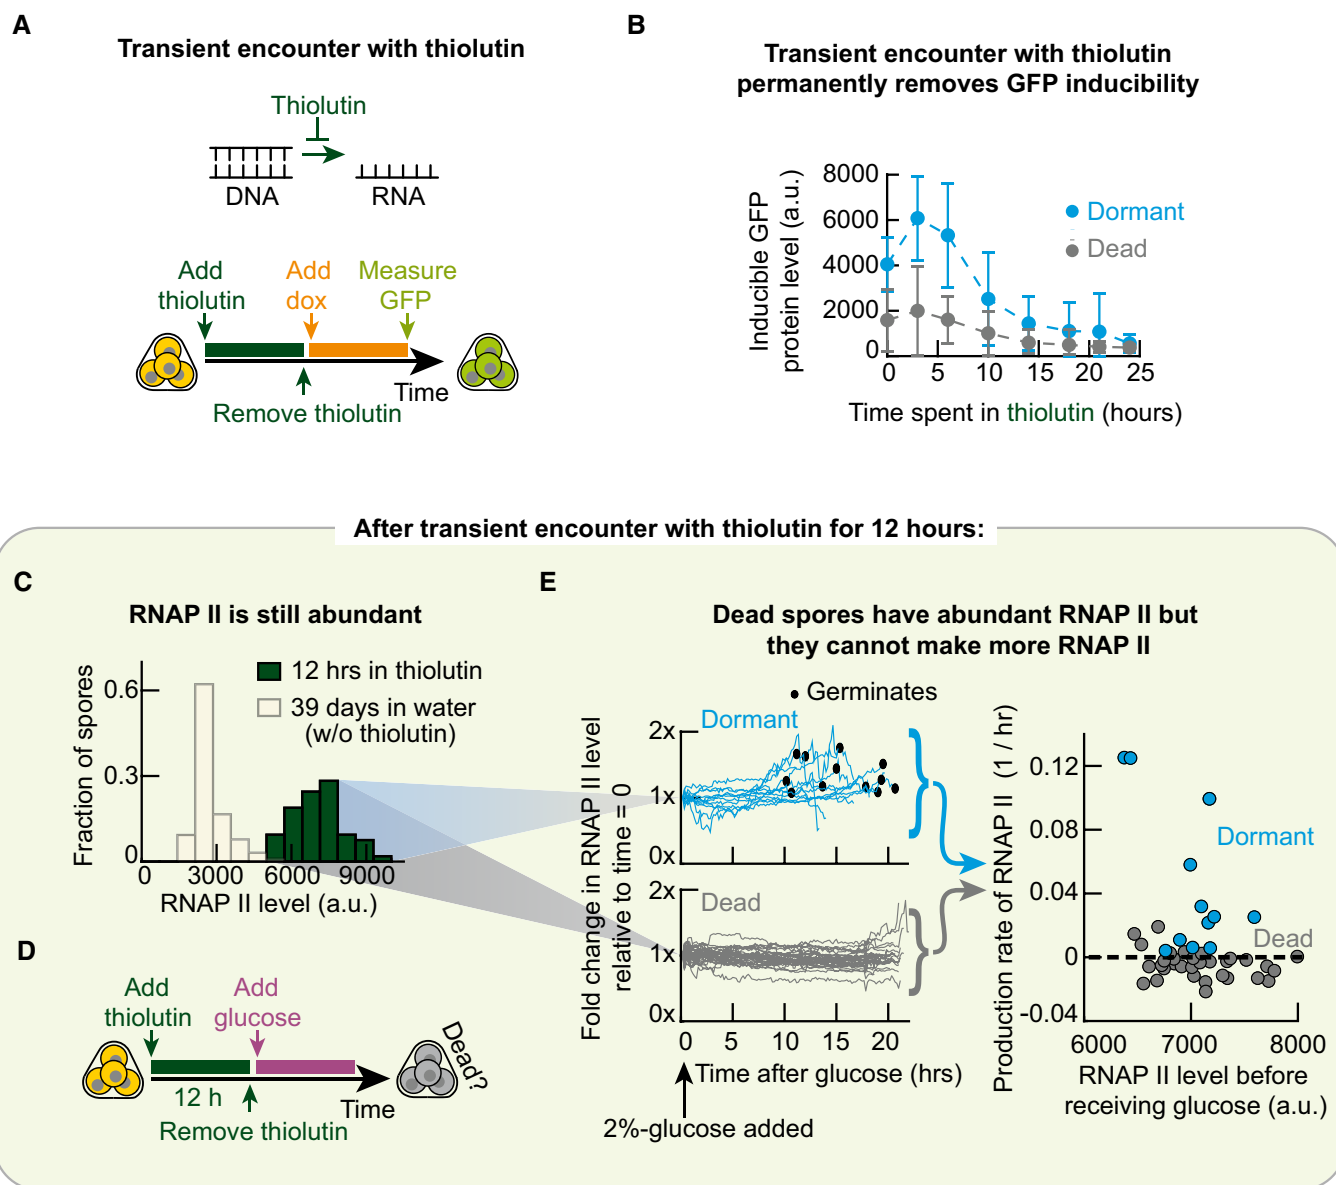 A
Transient encounter with thiolutin
Thiolutin
DNA
RNA
Add
thiolutin
Add
dox
Measure
GFP
Time
Remove thiolutin
B
Transient encounter with thiolutin
permanently removes GFP inducibility
Inducible GFP
protein level (a.u.)
8000
6000
4000
2000
0
Dormant
Dead
0 5 10 15 20 25
Time spent in thiolutin (hours)
After transient encounter with thiolutin for 12 hours:
C
RNAP II is still abundant
Fraction of spores
0.6
0.3
0
12 hrs in thiolutin
39 days in water
(w/o thiolutin)
0 3000 6000 9000
RNAP II level (a.u.)
D
Add
thiolutin
Add
glucose
12 h
Time
Remove thiolutin
Dead?
E
Dead spores have abundant RNAP II but
they cannot make more RNAP II
Germinates
Fold change in RNAP II level
relative to time = 0
Dormant
2x
1x
0x
Dead
2x
1x
0x
0 5 10 15 20
Time after glucose (hrs)
2%-glucose added
Production rate of RNAP II (1 / hr)
0.12
0.08
0.04
0
-0.04
Dormant
Dead
6000 7000 8000
RNAP II level before
receiving glucose (a.u.)